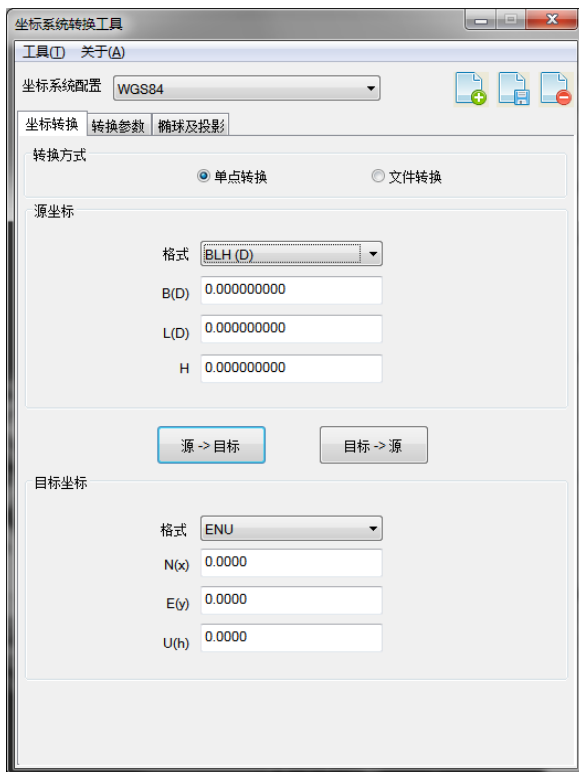 坐标系统转换工具
工具(T) 关于(A)
坐标系统配置 WGS84
坐标转换 转换参数 椭球及投影
转换方式
单点转换 文件转换
源坐标
格式 BLH (D)
B(D) 0.000000000
L(D) 0.000000000
H 0.000000000
源 -> 目标 目标 -> 源
目标坐标
格式 ENU
N(x) 0.0000
E(y) 0.0000
U(h) 0.0000